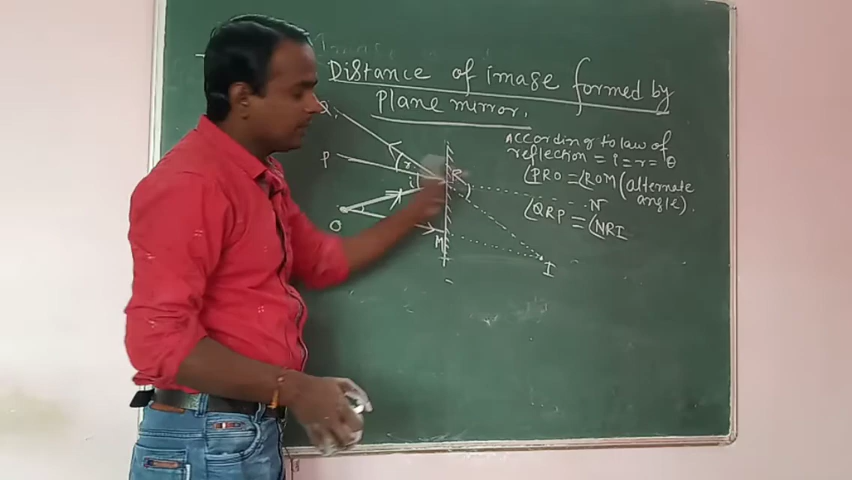 Distance of image formed by
Plane mirror.
According to law of
reflection = i = r = θ
∠PRO = ∠ROM (alternate
angle).
∠QRP = ∠NRI
Q
P
r
i
R
N
O
M
I